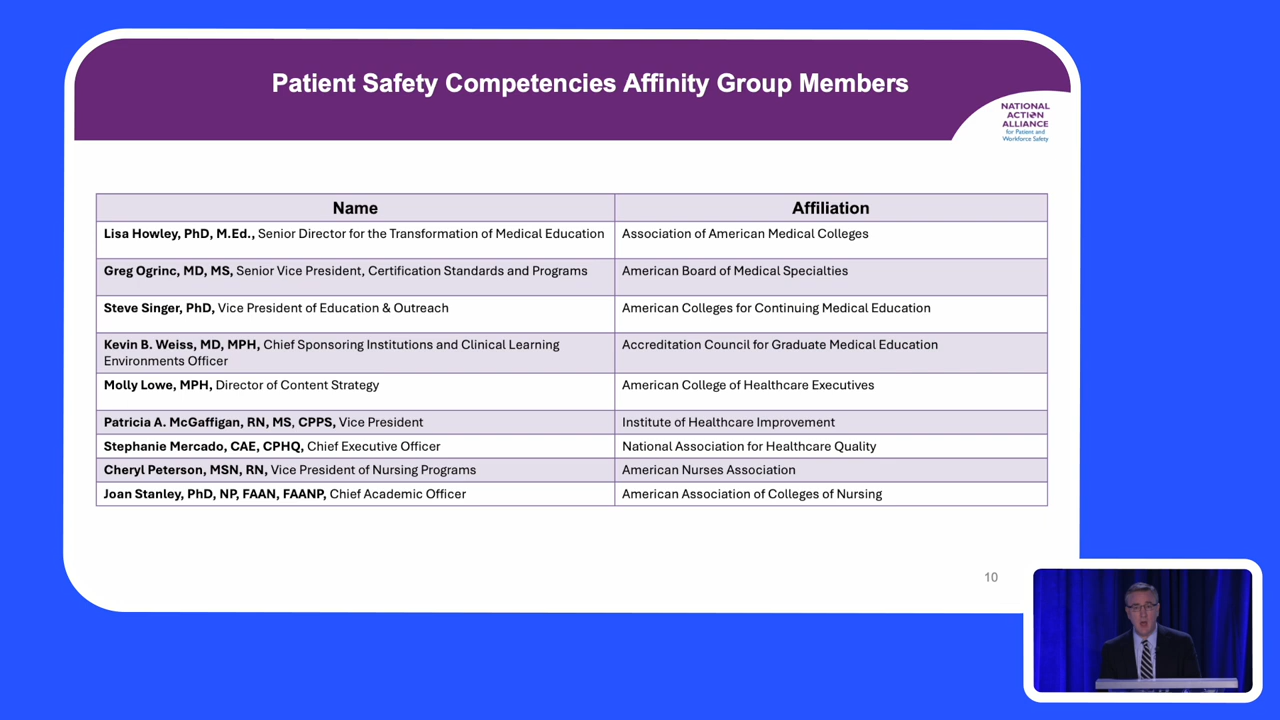 Patient Safety Competencies Affinity Group Members
NATIONAL
ACTION
ALLIANCE
for Patient and
Workforce Safety
Name
Affiliation
Lisa Howley, PhD, M.Ed., Senior Director for the Transformation of Medical Education
Association of American Medical Colleges
Greg Ogrinc, MD, MS, Senior Vice President, Certification Standards and Programs
American Board of Medical Specialties
Steve Singer, PhD, Vice President of Education & Outreach
American Colleges for Continuing Medical Education
Kevin B. Weiss, MD, MPH, Chief Sponsoring Institutions and Clinical Learning
Environments Officer
Accreditation Council for Graduate Medical Education
Molly Lowe, MPH, Director of Content Strategy
American College of Healthcare Executives
Patricia A. McGaffigan, RN, MS, CPPS, Vice President
Institute of Healthcare Improvement
Stephanie Mercado, CAE, CPHQ, Chief Executive Officer
National Association for Healthcare Quality
Cheryl Peterson, MSN, RN, Vice President of Nursing Programs
American Nurses Association
Joan Stanley, PhD, NP, FAAN, FAANP, Chief Academic Officer
American Association of Colleges of Nursing
10